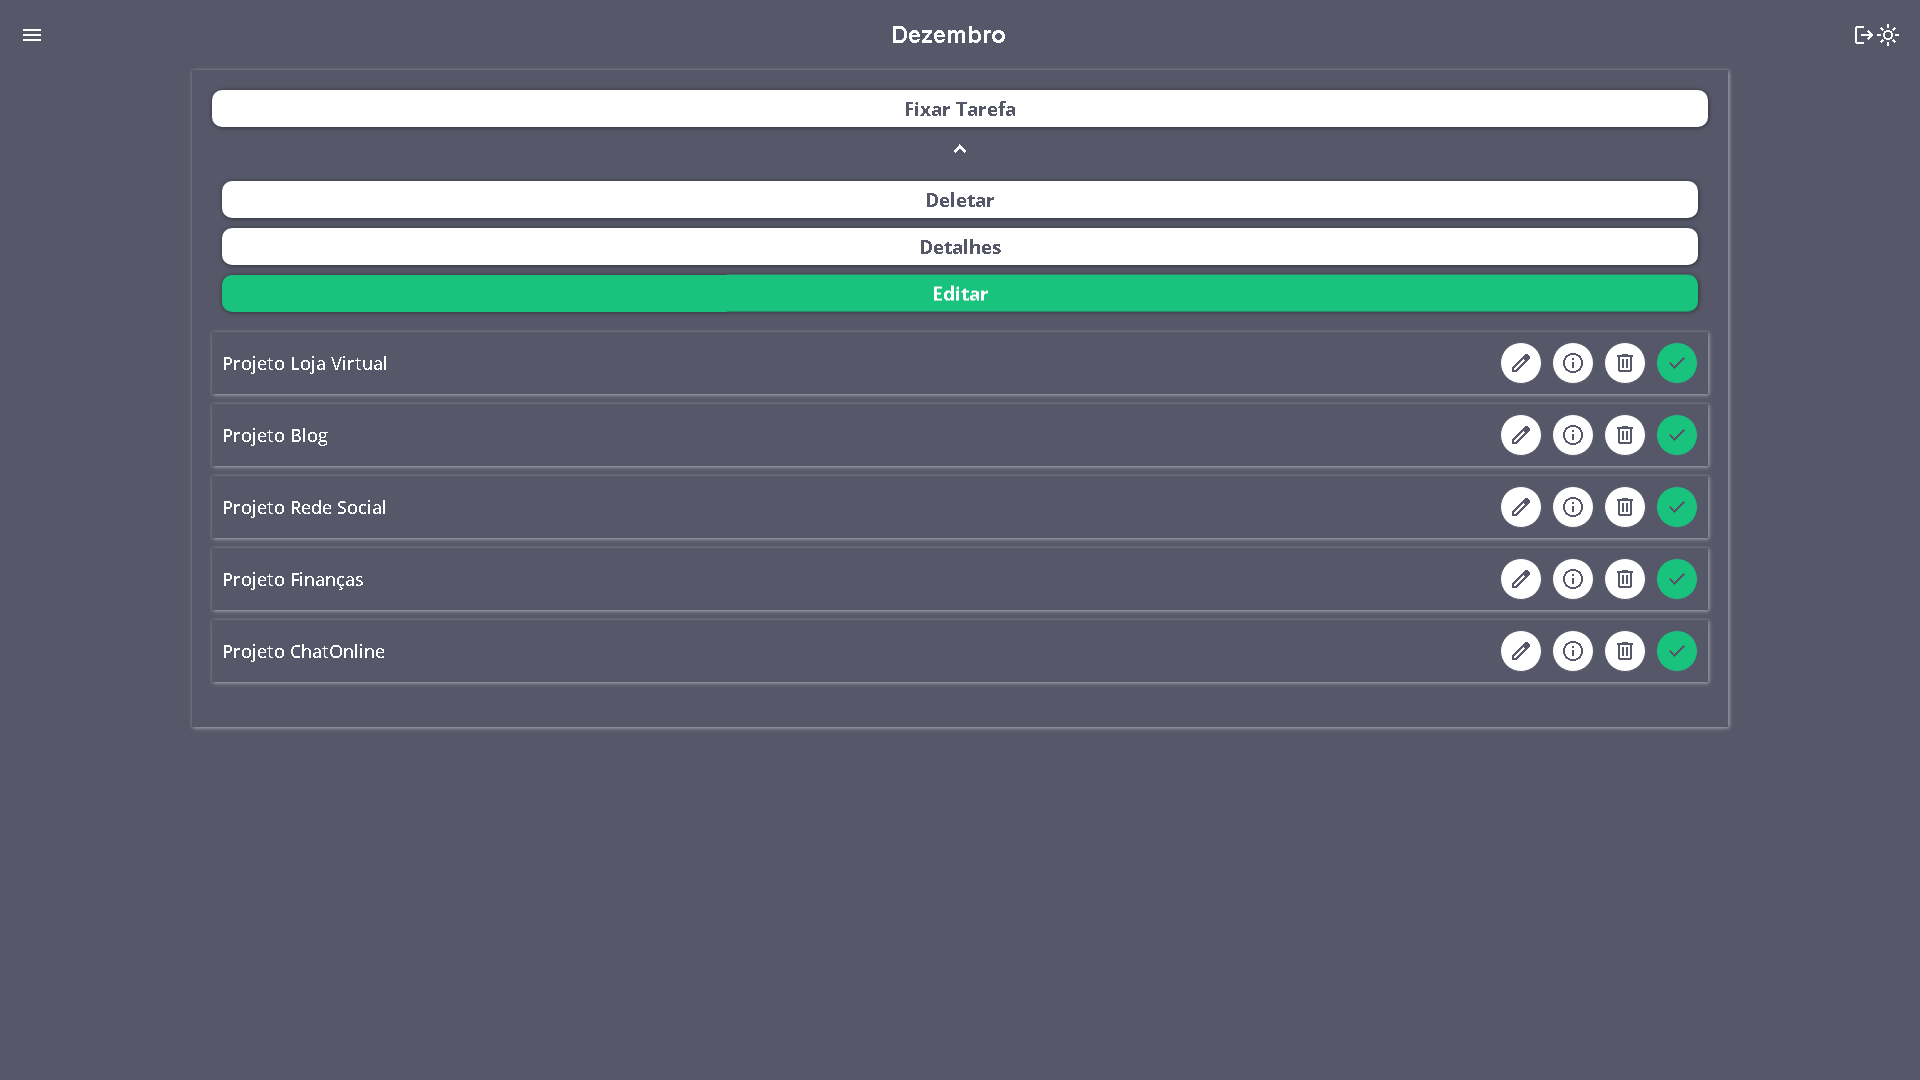 Dezembro
Fixar Tarefa
Deletar
Detalhes
Editar
Projeto Loja Virtual
Projeto Blog
Projeto Rede Social
Projeto Finanças
Projeto ChatOnline